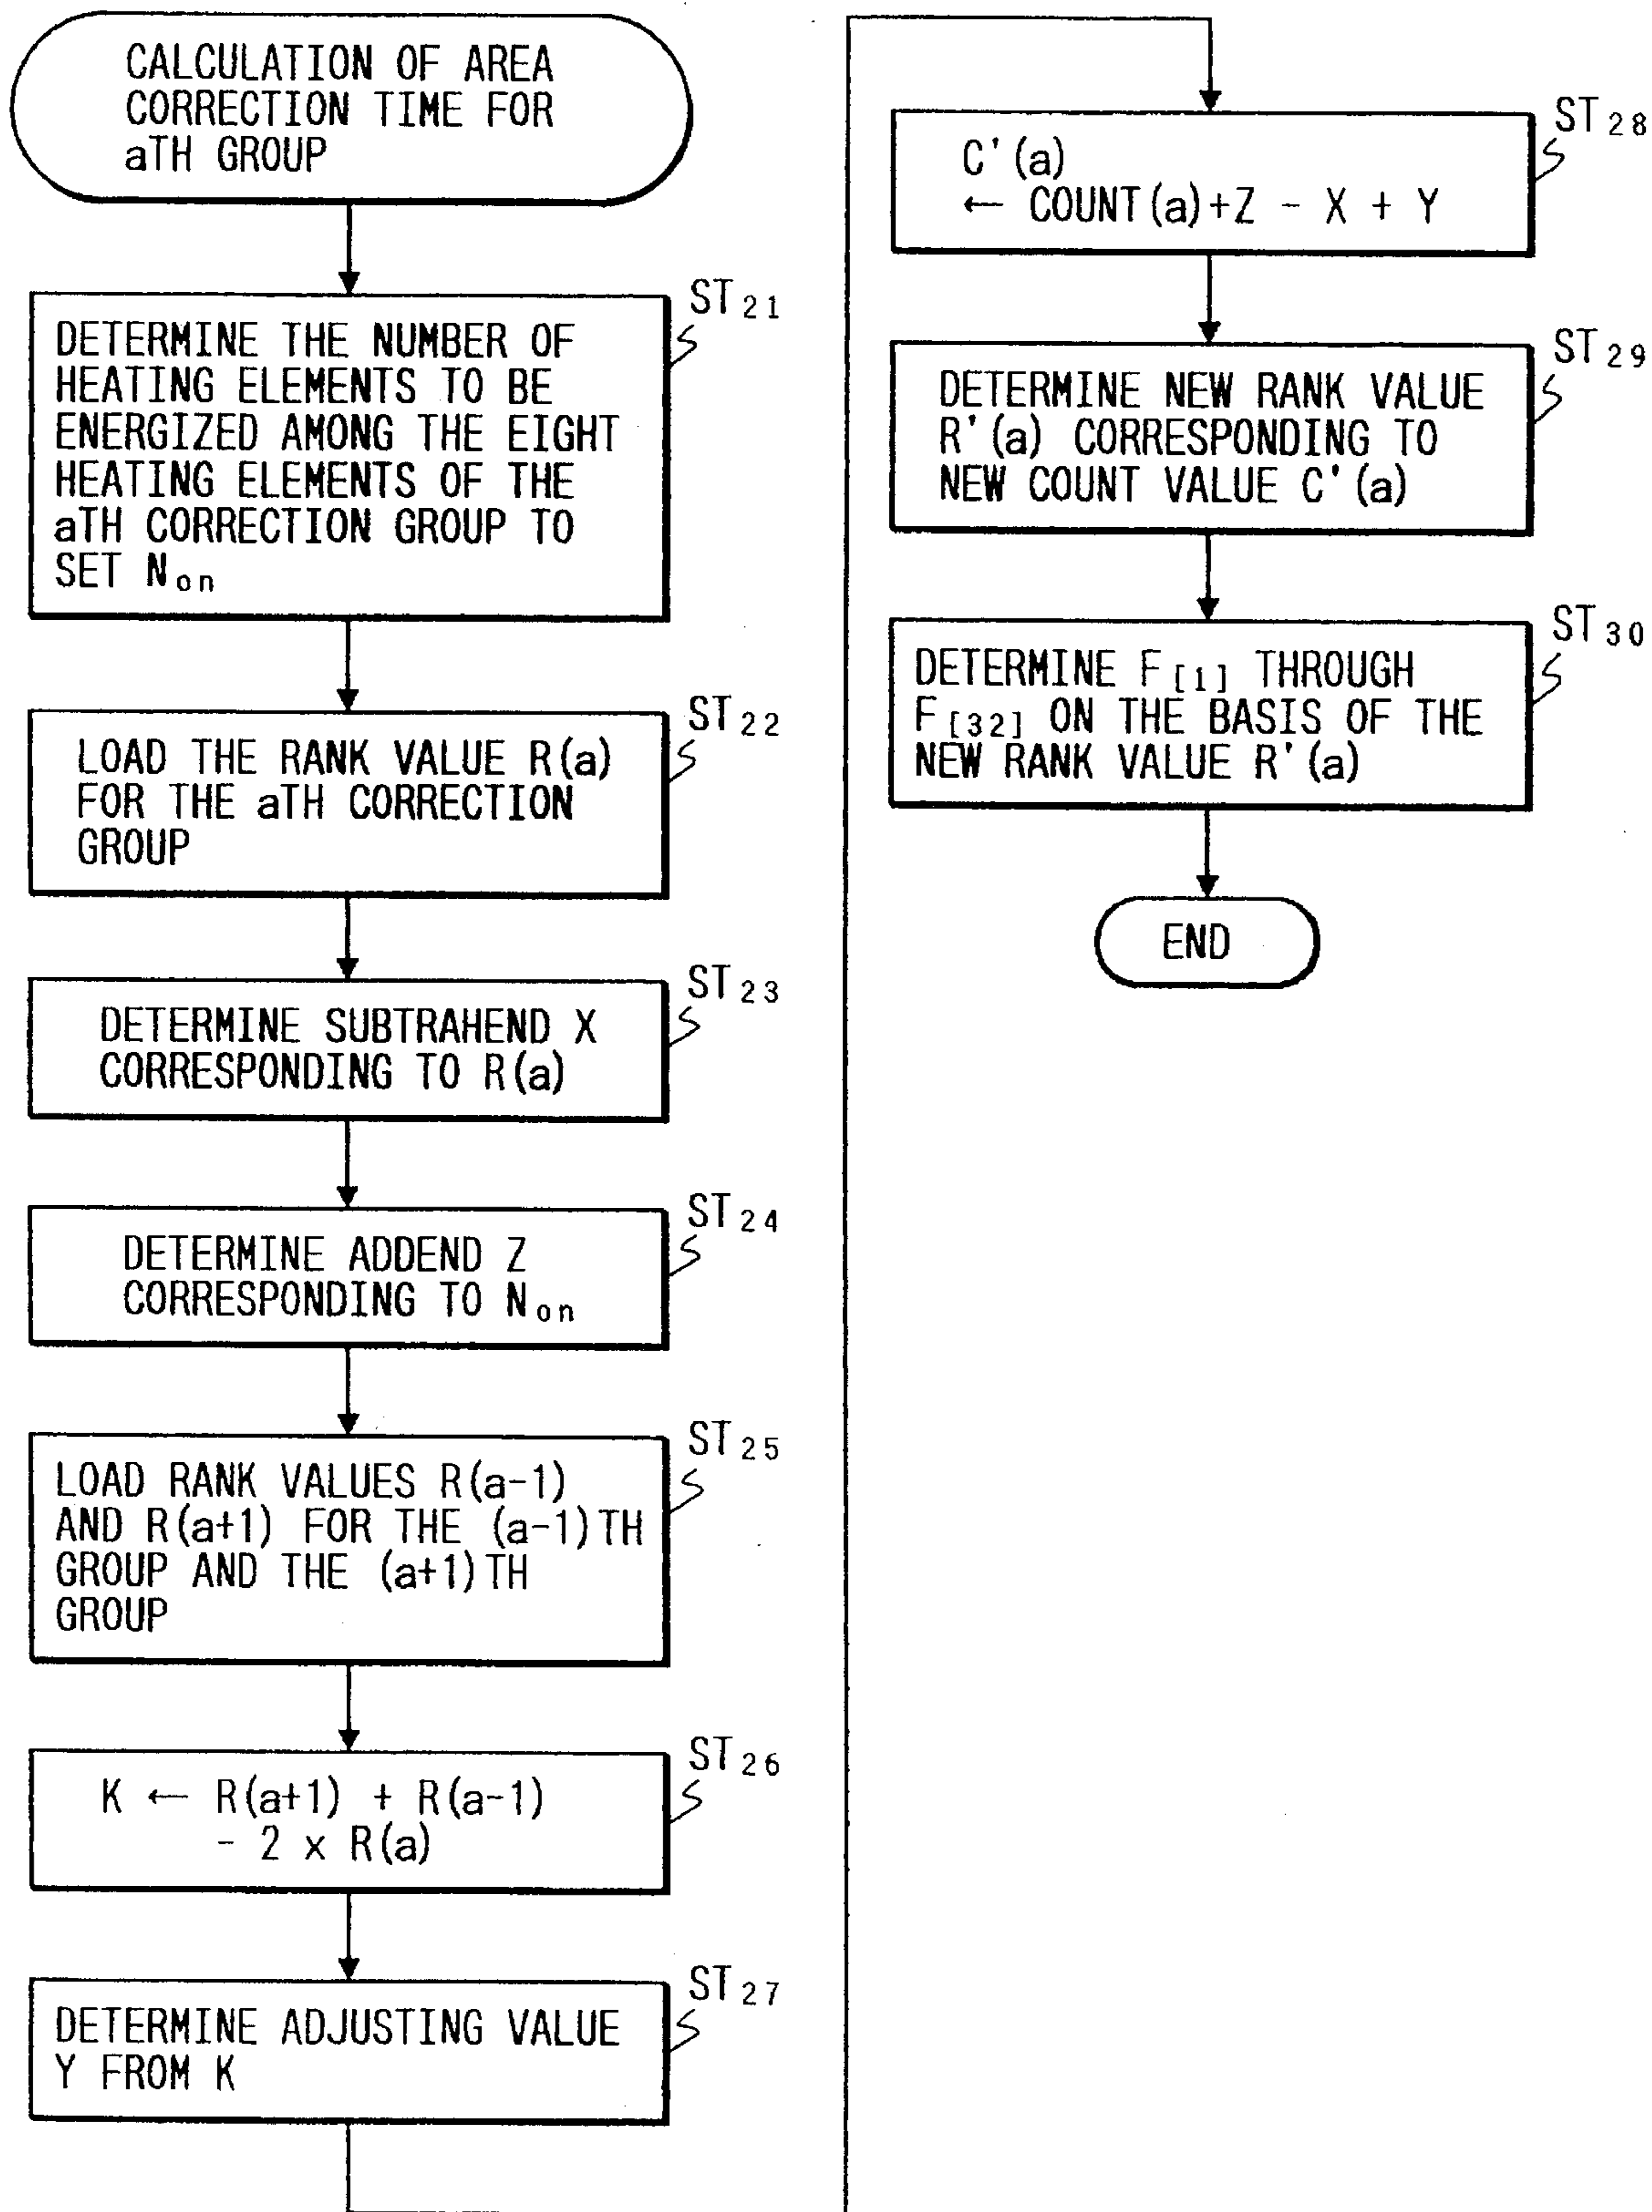 CALCULATION OF AREA
CORRECTION TIME FOR
aTH GROUP
ST21
DETERMINE THE NUMBER OF
HEATING ELEMENTS TO BE
ENERGIZED AMONG THE EIGHT
HEATING ELEMENTS OF THE
aTH CORRECTION GROUP TO
SET Non
ST22
LOAD THE RANK VALUE R(a)
FOR THE aTH CORRECTION
GROUP
ST23
DETERMINE SUBTRAHEND X
CORRESPONDING TO R(a)
ST24
DETERMINE ADDEND Z
CORRESPONDING TO Non
ST25
LOAD RANK VALUES R(a-1)
AND R(a+1) FOR THE (a-1)TH
GROUP AND THE (a+1)TH
GROUP
ST26
K ← R(a+1) + R(a-1)
- 2 x R(a)
ST27
DETERMINE ADJUSTING VALUE
Y FROM K
ST28
C'(a)
← COUNT(a)+Z - X + Y
ST29
DETERMINE NEW RANK VALUE
R'(a) CORRESPONDING TO
NEW COUNT VALUE C'(a)
ST30
DETERMINE F[1] THROUGH
F[32] ON THE BASIS OF THE
NEW RANK VALUE R'(a)
END